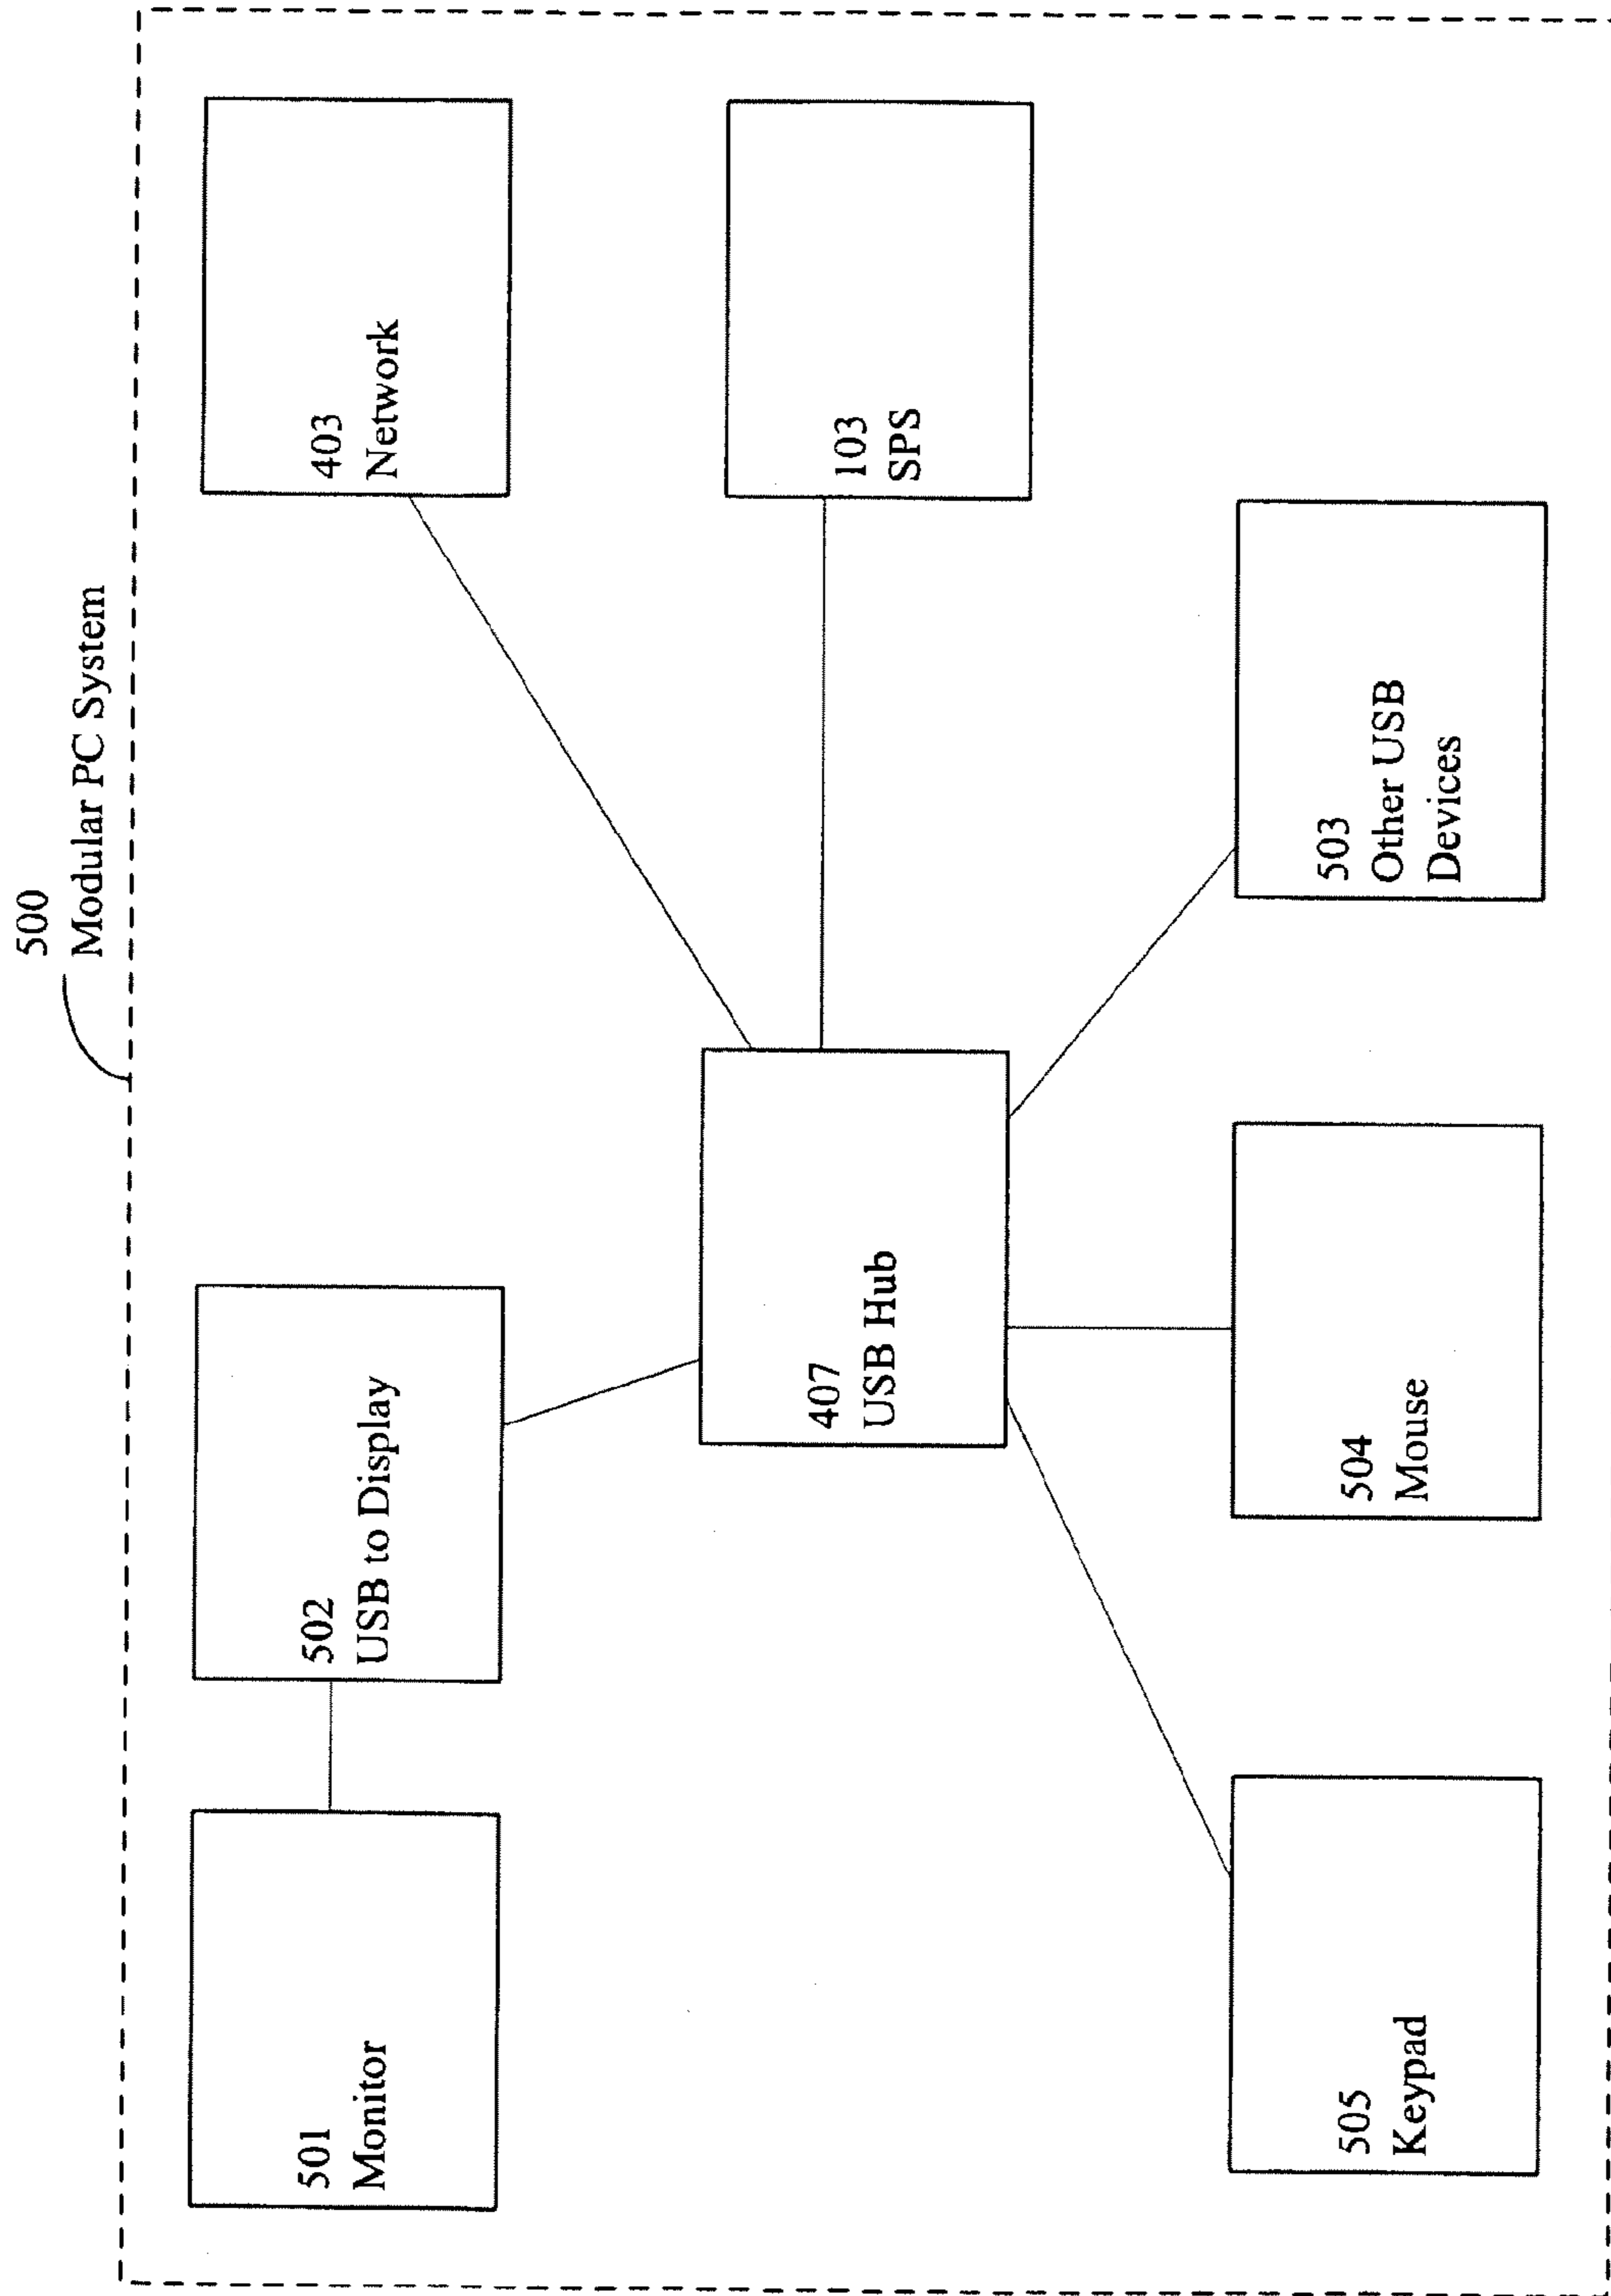 500
Modular PC System
501
Monitor
502
USB to Display
403
Network
407
USB Hub
103
SPS
505
Keypad
504
Mouse
503
Other USB
Devices